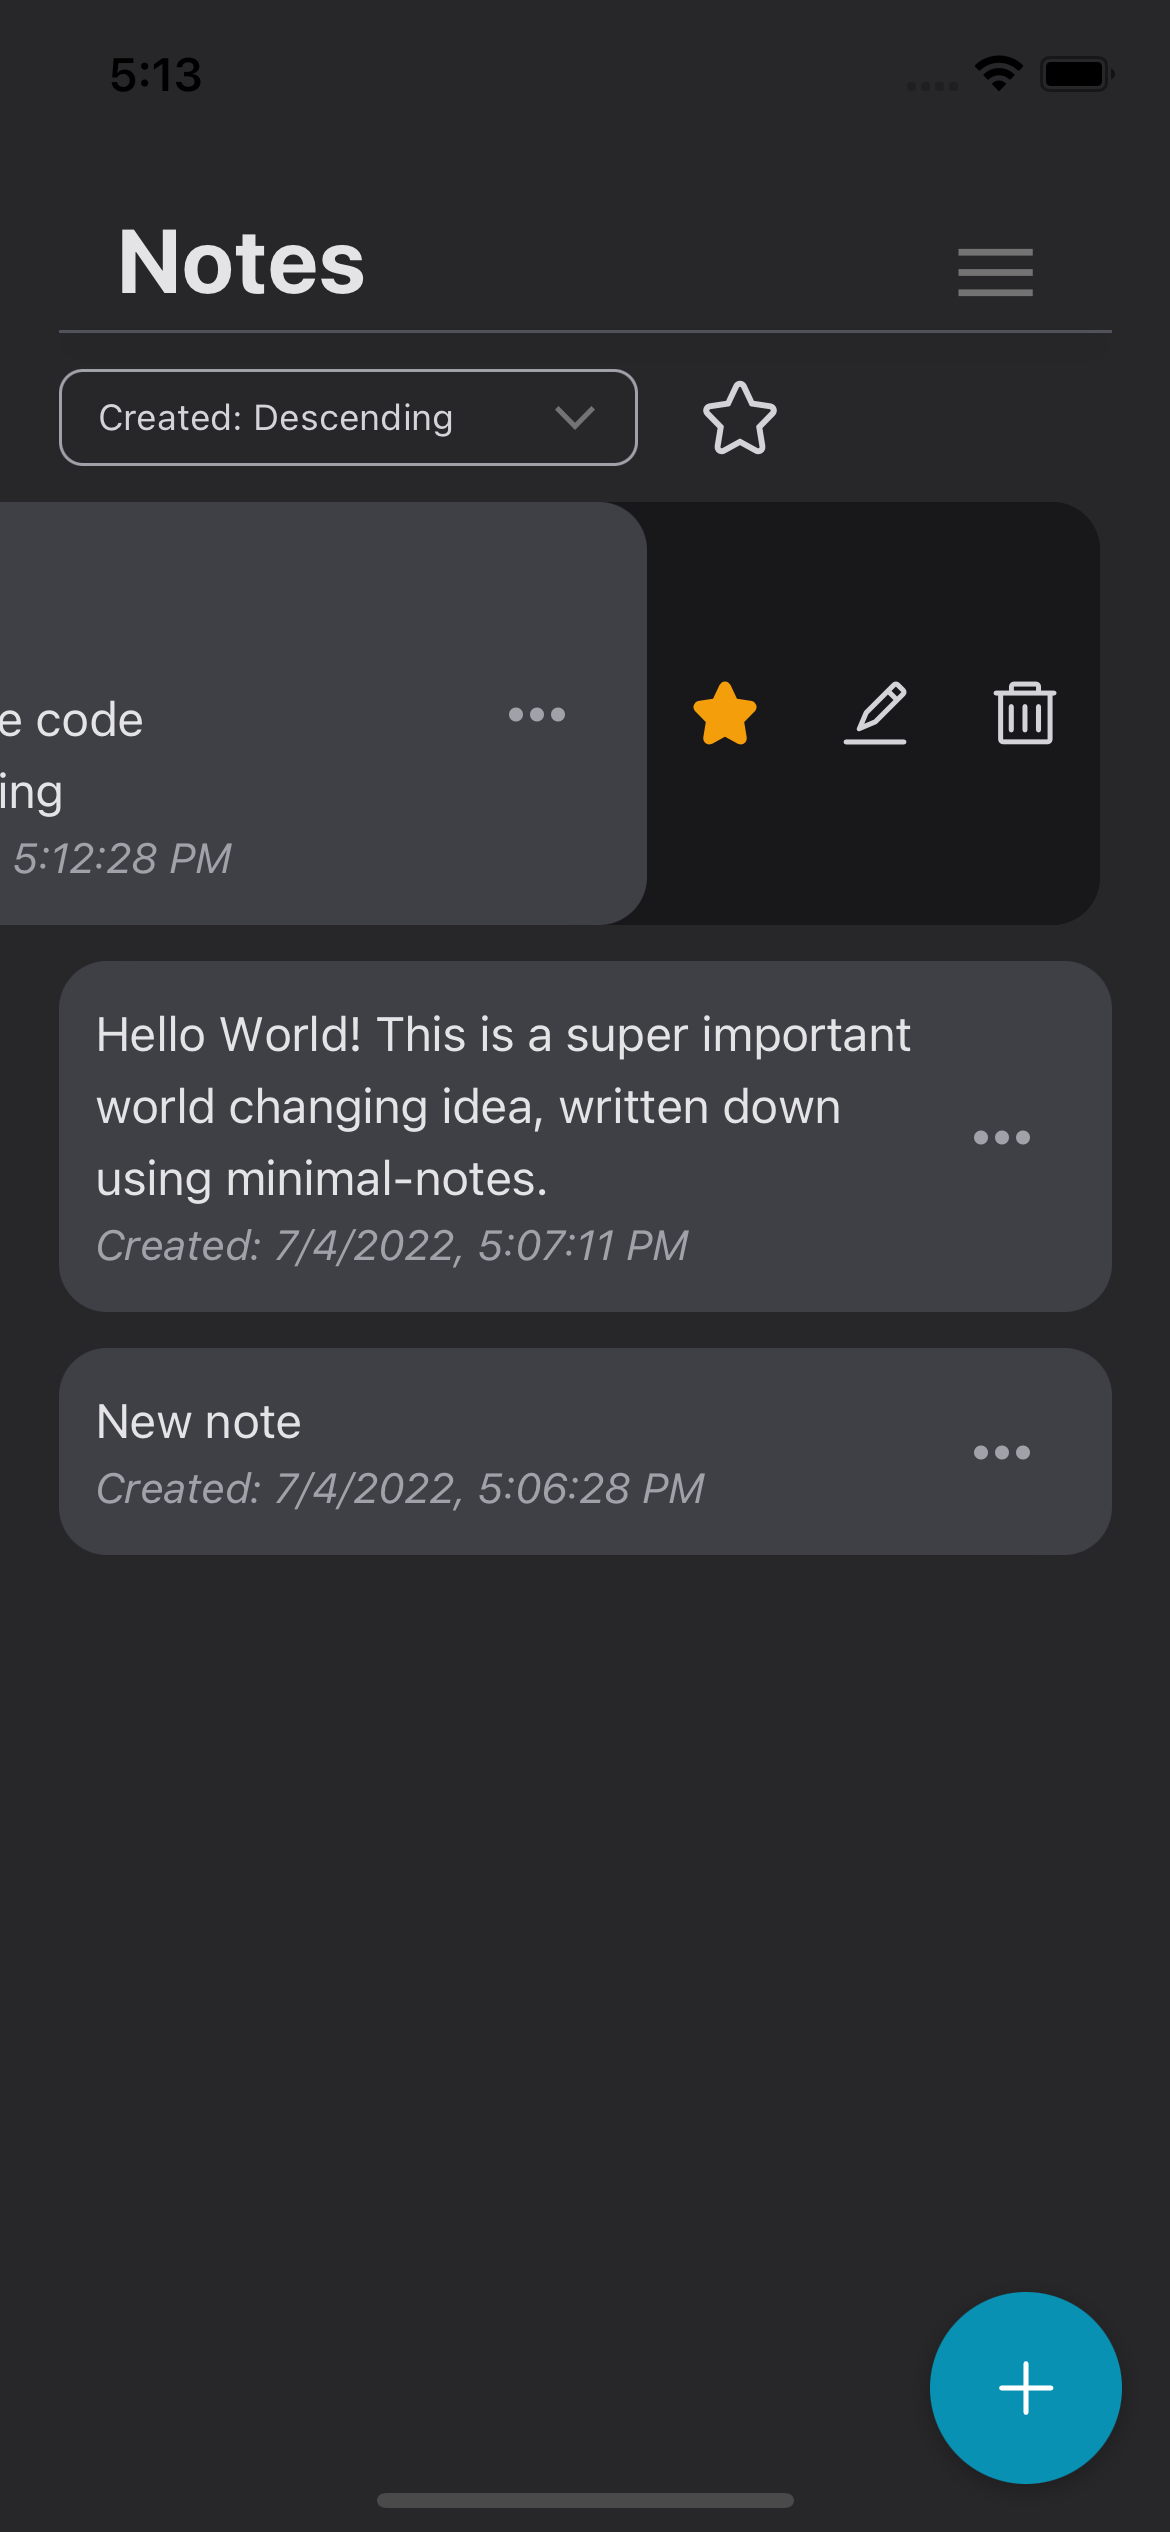 5:13
Notes
Created: Descending
e code
ing
5:12:28 PM
Hello World! This is a super important
world changing idea, written down
using minimal-notes.
Created: 7/4/2022, 5:07:11 PM
New note
Created: 7/4/2022, 5:06:28 PM